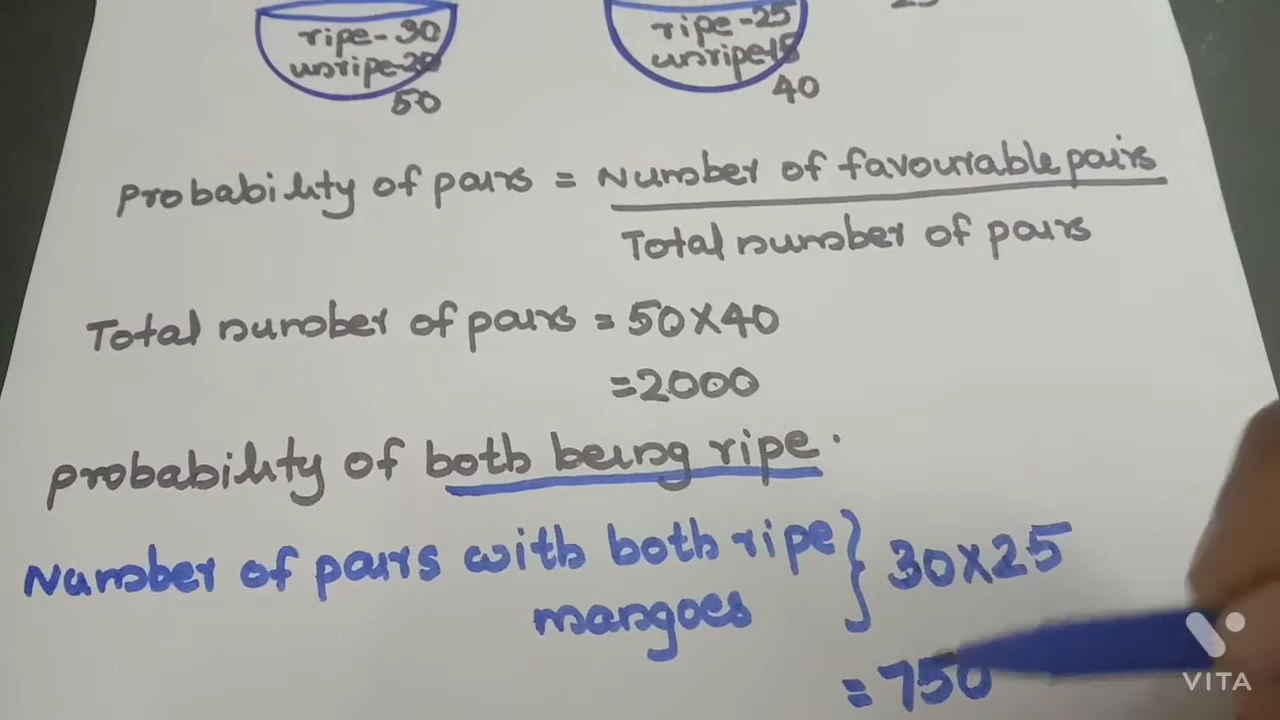 ripe-30
unripe-20
50
ripe-25
unripe-15
40
Probability of pairs = Number of favourable pairs
Total number of pairs
Total number of pairs = 50X40
=2000
probability of both being ripe.
Number of pairs with both ripe } 30X25
mangoes
=750
VITA